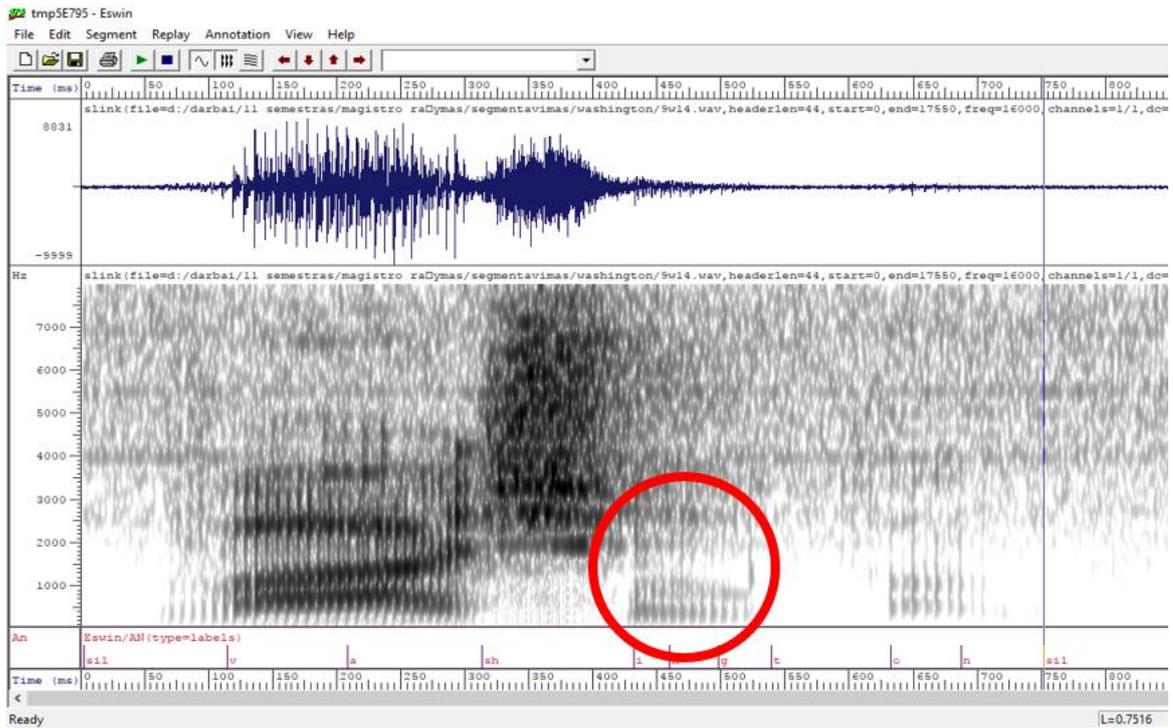 tmp5E795 - Eswin
File Edit Segment Replay Annotation View Help
Time (ms) 0 50 100 150 200 250 300 350 400 450 500 550 600 650 700 750 800
slink(file=d:/darbai/11 semestras/magistro ra□ymas/segmentavimas/washington/9w14.wav,headerlen=44,start=0,end=17550,freq=16000,channels=1/1,dc=
8031
-9999
Hz slink(file=d:/darbai/11 semestras/magistro ra□ymas/segmentavimas/washington/9w14.wav,headerlen=44,start=0,end=17550,freq=16000,channels=1/1,dc=
7000
6000
5000
4000
3000
2000
1000
An Eswin/AN(type=labels)
sil v a sh i g t o n sil
Time (ms) 0 50 100 150 200 250 300 350 400 450 500 550 600 650 700 750 800
Ready L=0.7516